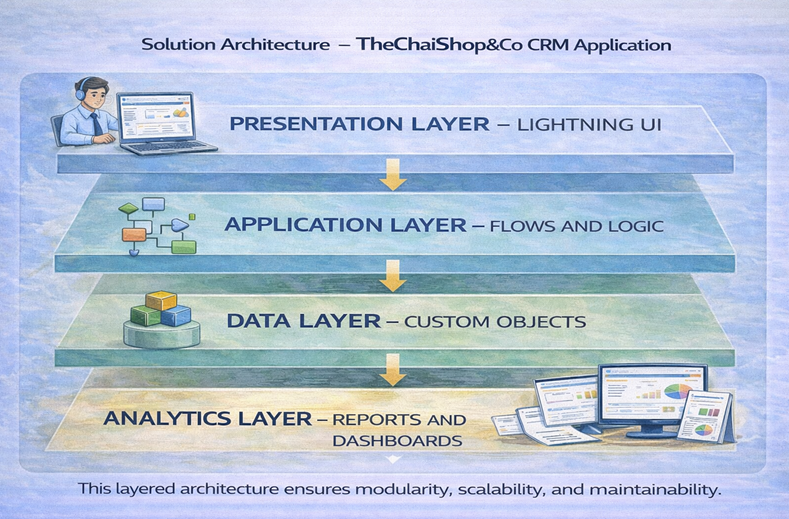 Solution Architecture – TheChaiShop&Co CRM Application
PRESENTATION LAYER – LIGHTNING UI
APPLICATION LAYER – FLOWS AND LOGIC
DATA LAYER – CUSTOM OBJECTS
ANALYTICS LAYER – REPORTS AND
DASHBOARDS
This layered architecture ensures modularity, scalability, and maintainability.